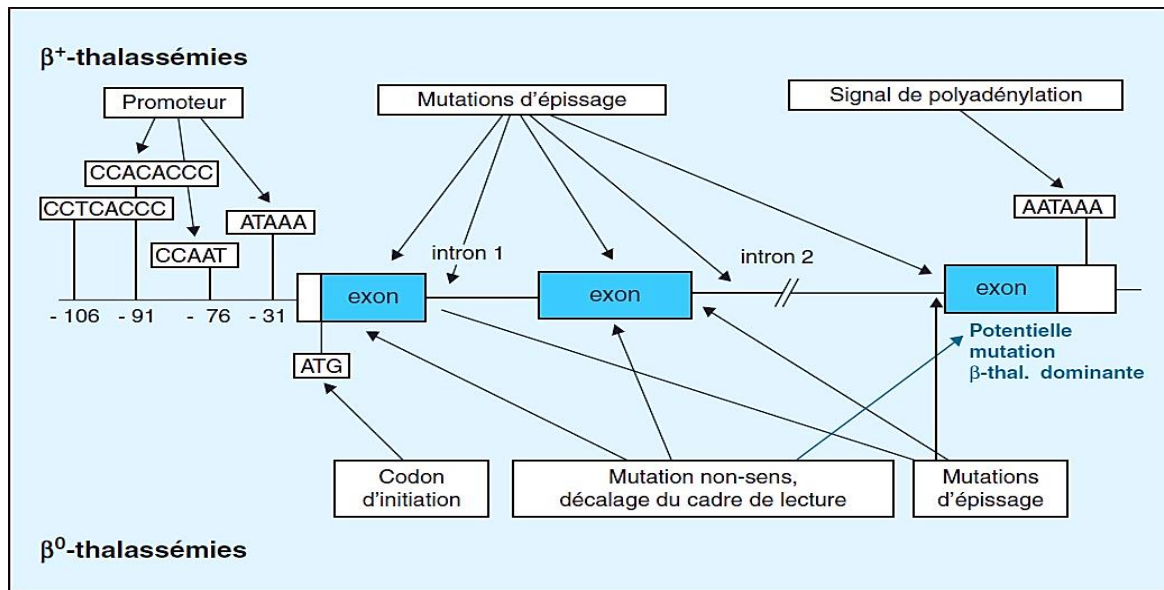 β⁺-thalassémies
Promoteur
Mutations d'épissage
Signal de polyadénylation
CCACACCC
CCTCACCC
ATAAA
AATAAA
CCAAT
intron 1
intron 2
exon
exon
exon
- 106
- 91
- 76
- 31
ATG
Potentielle
mutation
β-thal. dominante
Codon
d'initiation
Mutation non-sens,
décalage du cadre de lecture
Mutations
d'épissage
β⁰-thalassémies